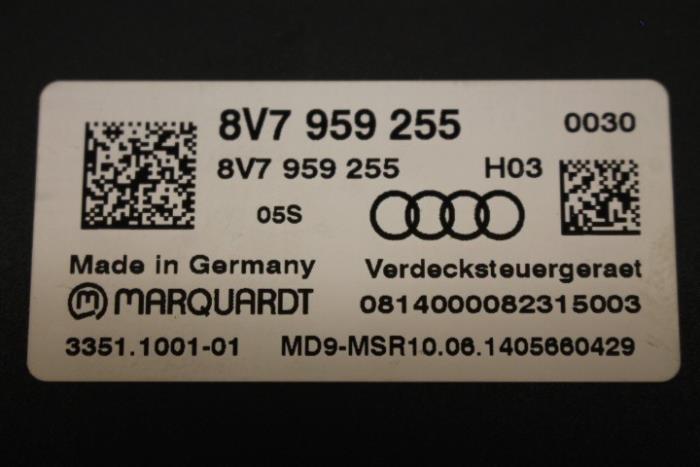 8V7 959 255 0030
8V7 959 255 H03
05S
Made in Germany Verdecksteuergeraet
M MARQUARDT 0814000082315003
3351.1001-01 MD9-MSR10.06.1405660429